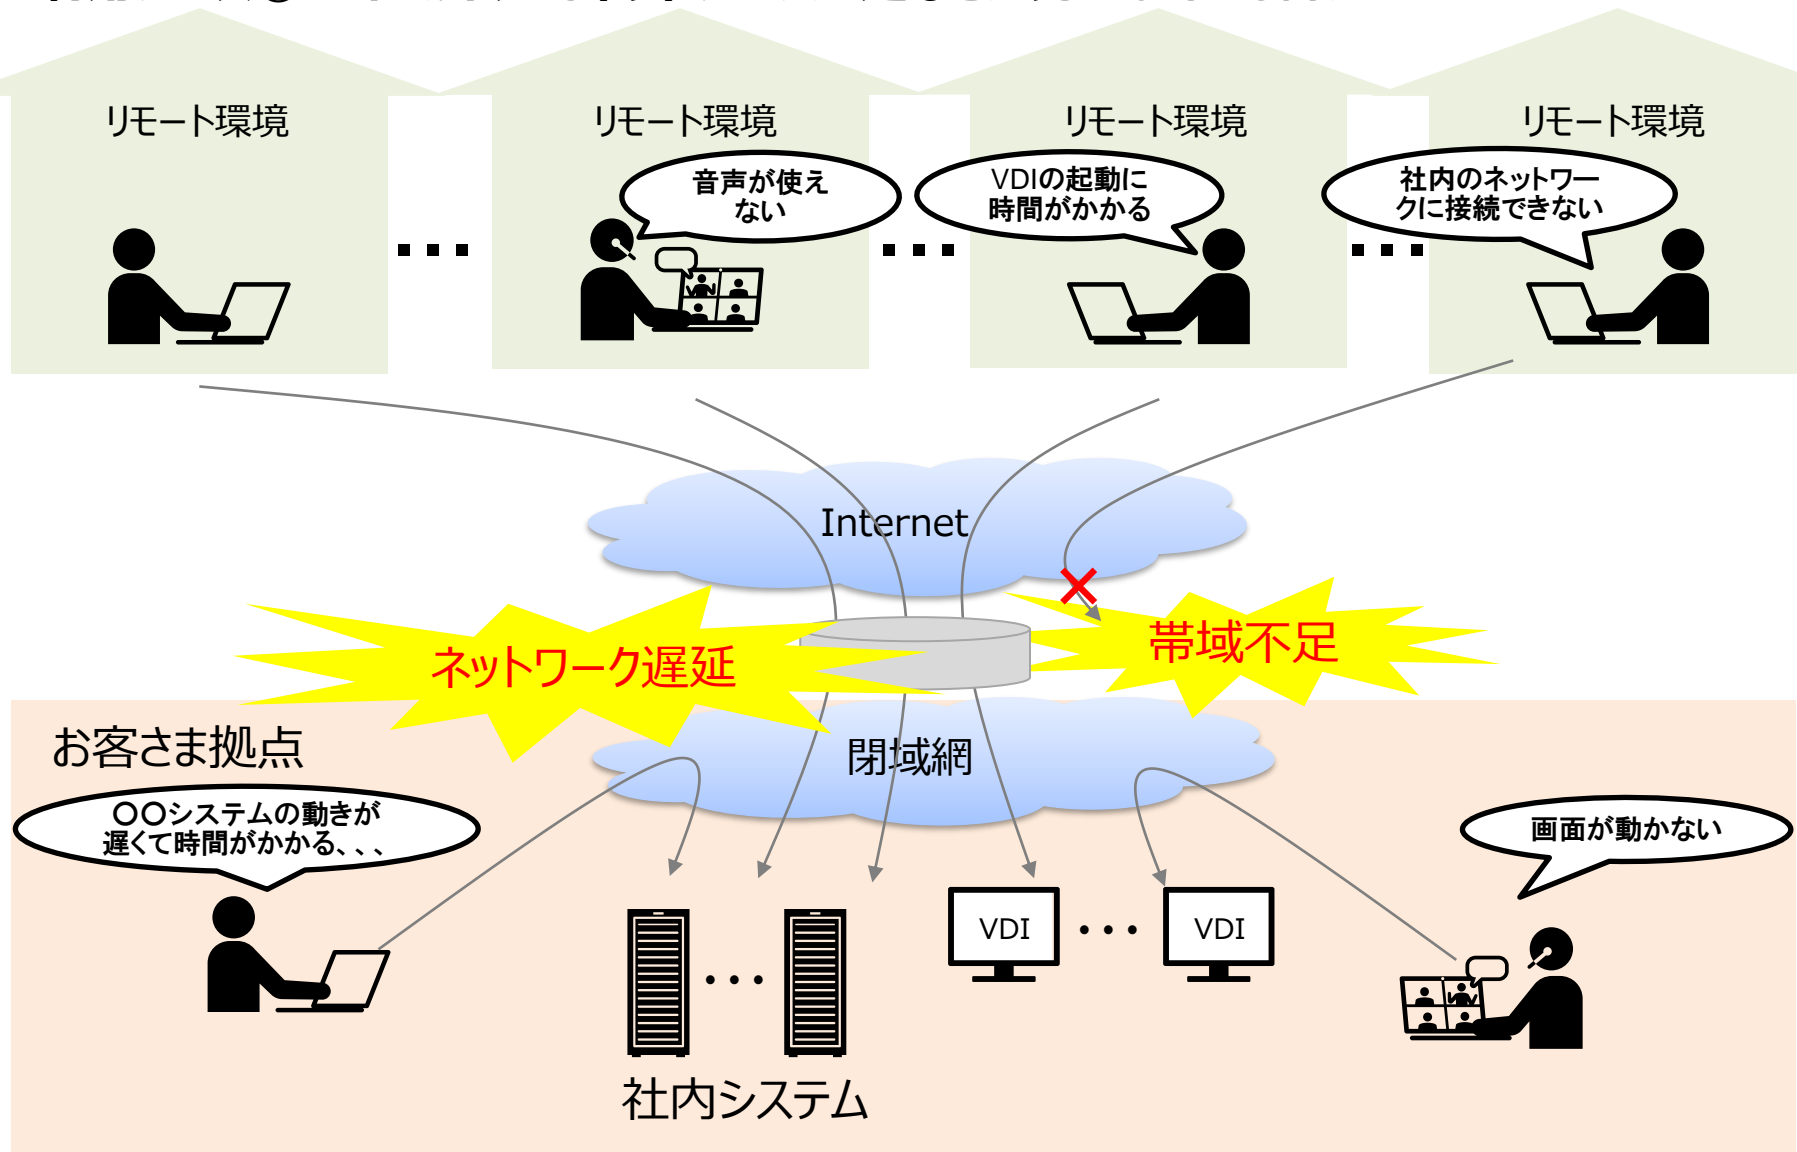 リモート環境
リモート環境
リモート環境
リモート環境
音声が使え
ない
VDIの起動に
時間がかかる
社内のネットワー
クに接続できない
Internet
ネットワーク遅延
帯域不足
お客さま拠点
閉域網
〇〇システムの動きが
遅くて時間がかかる、、、
画面が動かない
VDI
VDI
社内システム